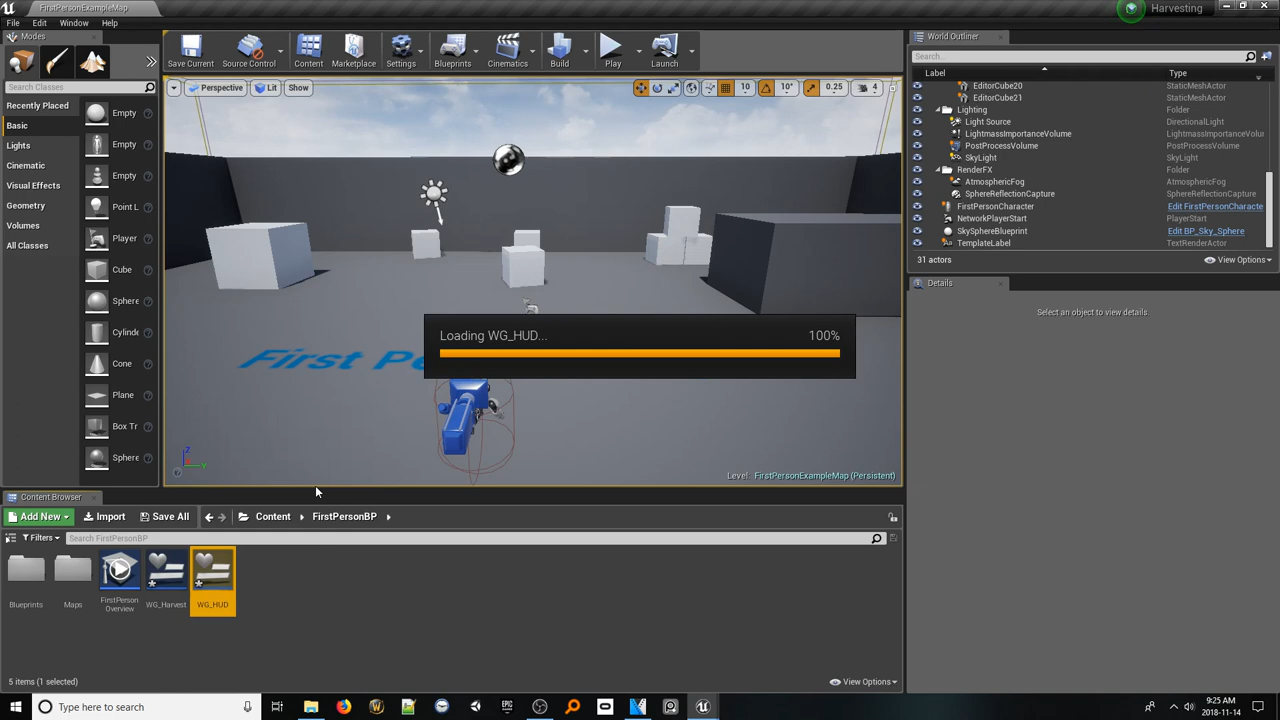 FirstPersonExampleMap
Harvesting
File Edit Window Help
Modes
Search Classes
Recently Placed
Basic
Lights
Cinematic
Visual Effects
Geometry
Volumes
All Classes
Empty
Empty
Empty
Point L
Player
Cube
Sphere
Cylinde
Cone
Plane
Box Tr
Sphere
Save Current
Source Control
Content
Marketplace
Settings
Blueprints
Cinematics
Build
Play
Launch
Perspective Lit Show
10 10° 0.25 4
First Pe
Loading WG_HUD... 100%
Z
Y
Level: FirstPersonExampleMap (Persistent)
World Outliner
Search...
Label Type
EditorCube20 StaticMeshActor
EditorCube21 StaticMeshActor
Lighting Folder
Light Source DirectionalLight
LightmassImportanceVolume LightmassImportanceVolu
PostProcessVolume PostProcessVolume
SkyLight SkyLight
RenderFX Folder
AtmosphericFog AtmosphericFog
SphereReflectionCapture SphereReflectionCapture
FirstPersonCharacter Edit FirstPersonCharacte
NetworkPlayerStart PlayerStart
SkySphereBlueprint Edit BP_Sky_Sphere
TemplateLabel TextRenderActor
31 actors View Options
Details
Select an object to view details.
Content Browser
Add New Import Save All Content FirstPersonBP
Filters Search FirstPersonBP
Blueprints
Maps
FirstPerson
Overview
WG_Harvest
WG_HUD
5 items (1 selected) View Options
Type here to search
EPIC
9:25 AM
2018-11-14